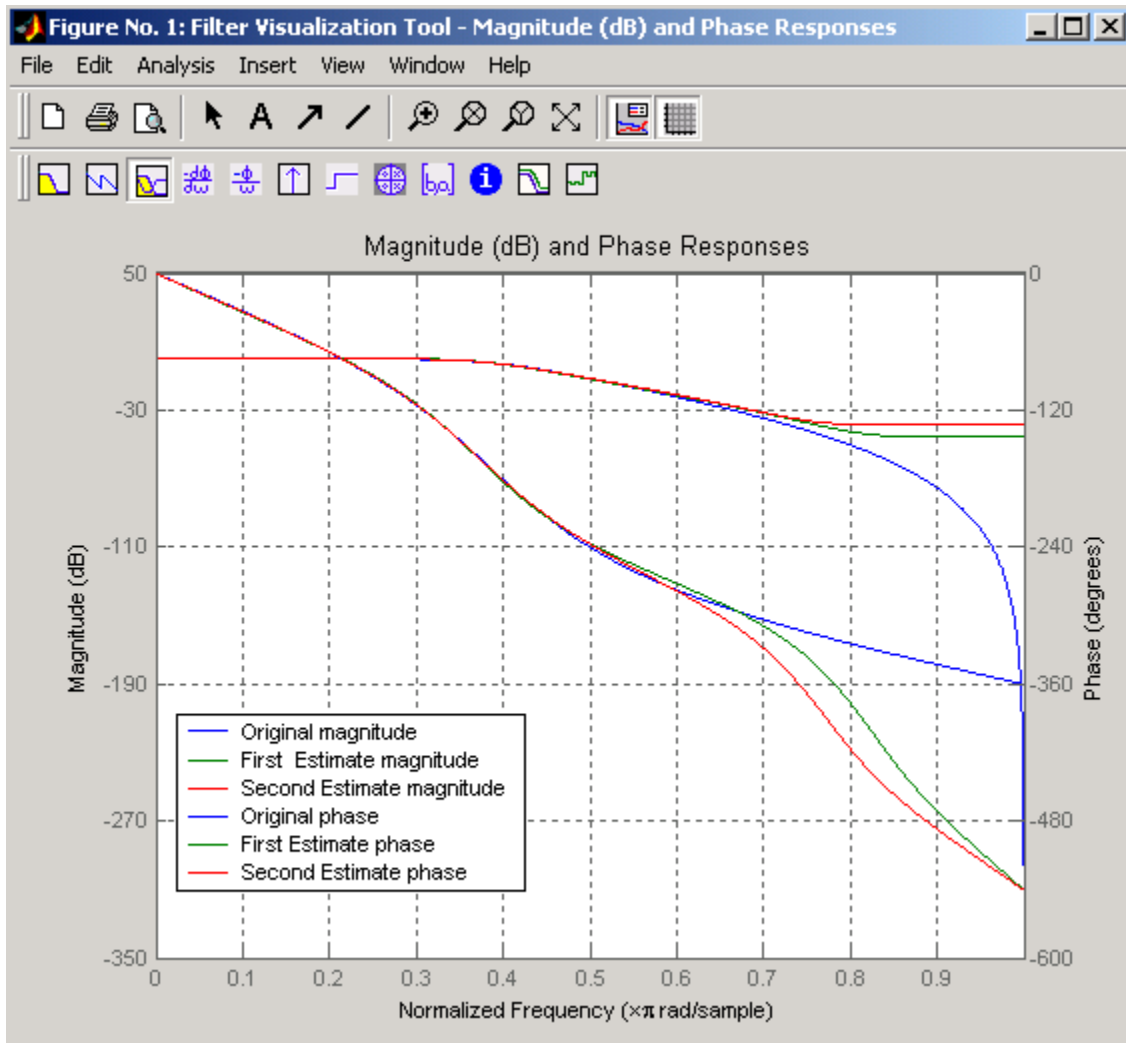 Figure No. 1: Filter Visualization Tool - Magnitude (dB) and Phase Responses
File Edit Analysis Insert View Window Help
A
-dΦ
dω
-Φ
ω
[b,a]
i
Magnitude (dB) and Phase Responses
50
-30
-110
-190
-270
-350
Magnitude (dB)
0
-120
-240
-360
-480
-600
Phase (degrees)
Original magnitude
First Estimate magnitude
Second Estimate magnitude
Original phase
First Estimate phase
Second Estimate phase
0 0.1 0.2 0.3 0.4 0.5 0.6 0.7 0.8 0.9
Normalized Frequency (×π rad/sample)